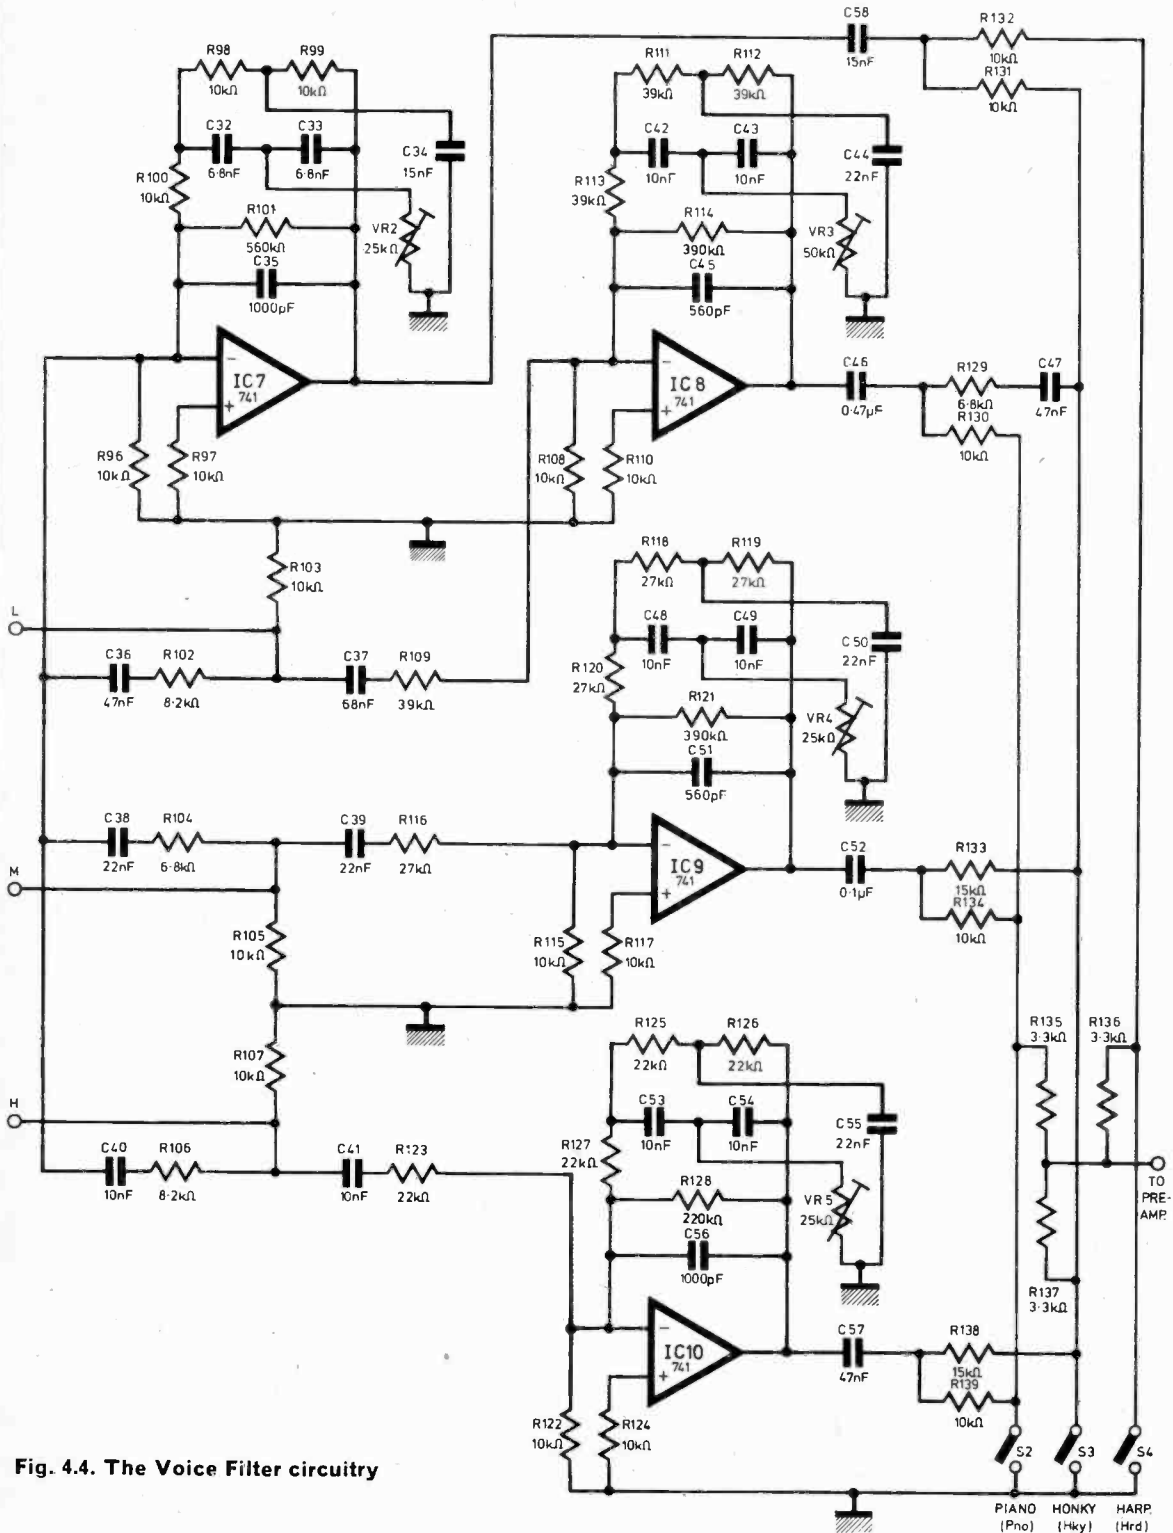 C58
15nF
R132
10kΩ
R131
10kΩ
R98
10kΩ
R99
10kΩ
C32
6·8nF
C33
6·8nF
C34
15nF
R100
10kΩ
R101
560kΩ
VR2
25kΩ
C35
1000pF
IC7
741
R96
10kΩ
R97
10kΩ
R111
39kΩ
R112
39kΩ
C42
10nF
C43
10nF
C44
22nF
R113
39kΩ
R114
390kΩ
VR3
50kΩ
C45
560pF
IC8
741
C46
0·47µF
R129
6·8kΩ
C47
47nF
R130
10kΩ
R108
10kΩ
R110
10kΩ
R103
10kΩ
L
C36
47nF
R102
8·2kΩ
C37
68nF
R109
39kΩ
R118
27kΩ
R119
27kΩ
C48
10nF
C49
10nF
C50
22nF
R120
27kΩ
R121
390kΩ
VR4
25kΩ
C51
560pF
C38
22nF
R104
6·8kΩ
C39
22nF
R116
27kΩ
M
IC9
741
C52
0·1µF
R133
15kΩ
R134
10kΩ
R105
10kΩ
R115
10kΩ
R117
10kΩ
R107
10kΩ
H
C40
10nF
R106
8·2kΩ
C41
10nF
R123
22kΩ
R125
22kΩ
R126
22kΩ
C53
10nF
C54
10nF
C55
22nF
R127
22kΩ
R128
220kΩ
VR5
25kΩ
C56
1000pF
R135
3·3kΩ
R136
3·3kΩ
TO
PRE-
AMP.
R137
3·3kΩ
IC10
741
C57
47nF
R138
15kΩ
R139
10kΩ
R122
10kΩ
R124
10kΩ
S2
S3
S4
PIANO
(Pno)
HONKY
(Hky)
HARP.
(Hrd)
Fig. 4.4. The Voice Filter circuitry